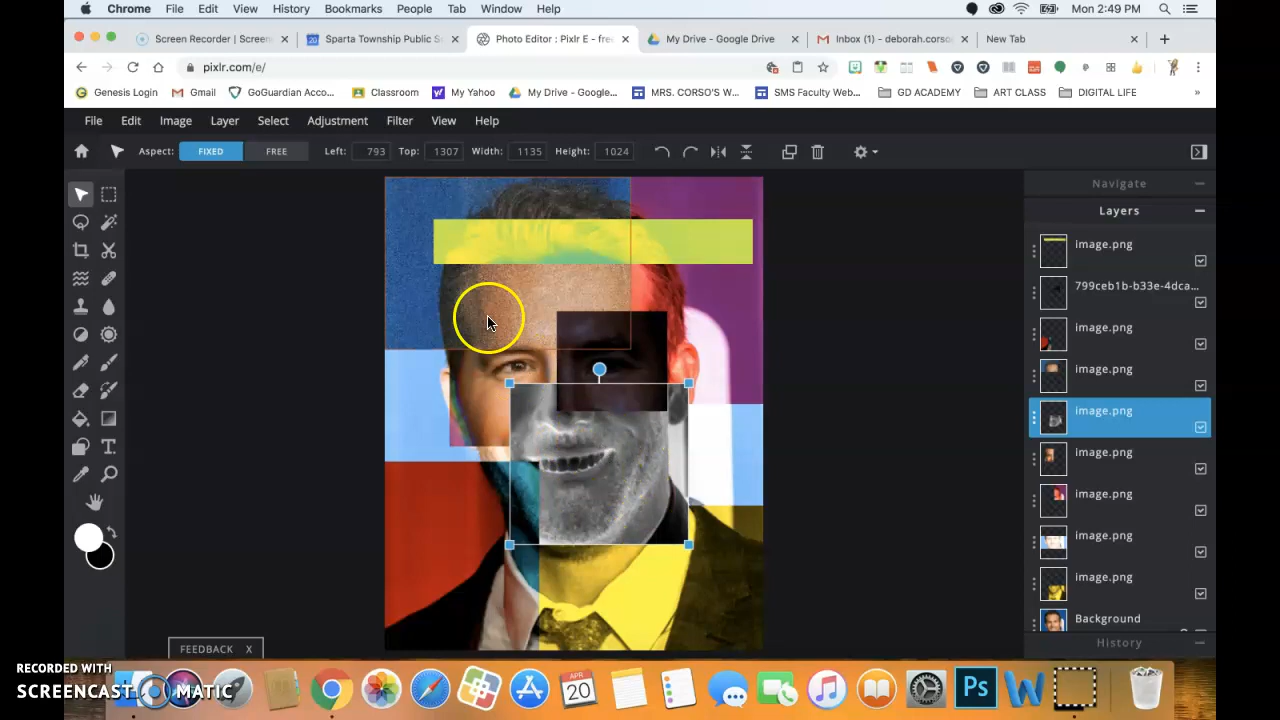 Chrome File Edit View History Bookmarks People Tab Window Help Mon 2:49 PM
Screen Recorder | Screen Sparta Township Public S Photo Editor : Pixlr E - fre My Drive - Google Drive Inbox (1) - deborah.corso New Tab
pixlr.com/e/
Genesis Login Gmail GoGuardian Acco... Classroom My Yahoo My Drive - Google... MRS. CORSO'S W... SMS Faculty Web... GD ACADEMY ART CLASS DIGITAL LIFE »
File Edit Image Layer Select Adjustment Filter View Help
Aspect: FIXED FREE Left: 793 Top: 1307 Width: 1135 Height: 1024
Navigate
Layers
image.png
799ceb1b-b33e-4dca...
image.png
image.png
image.png
image.png
image.png
image.png
image.png
Background
History
FEEDBACK X
RECORDED WITH
SCREENCAST MATIC
APR
20
Ps